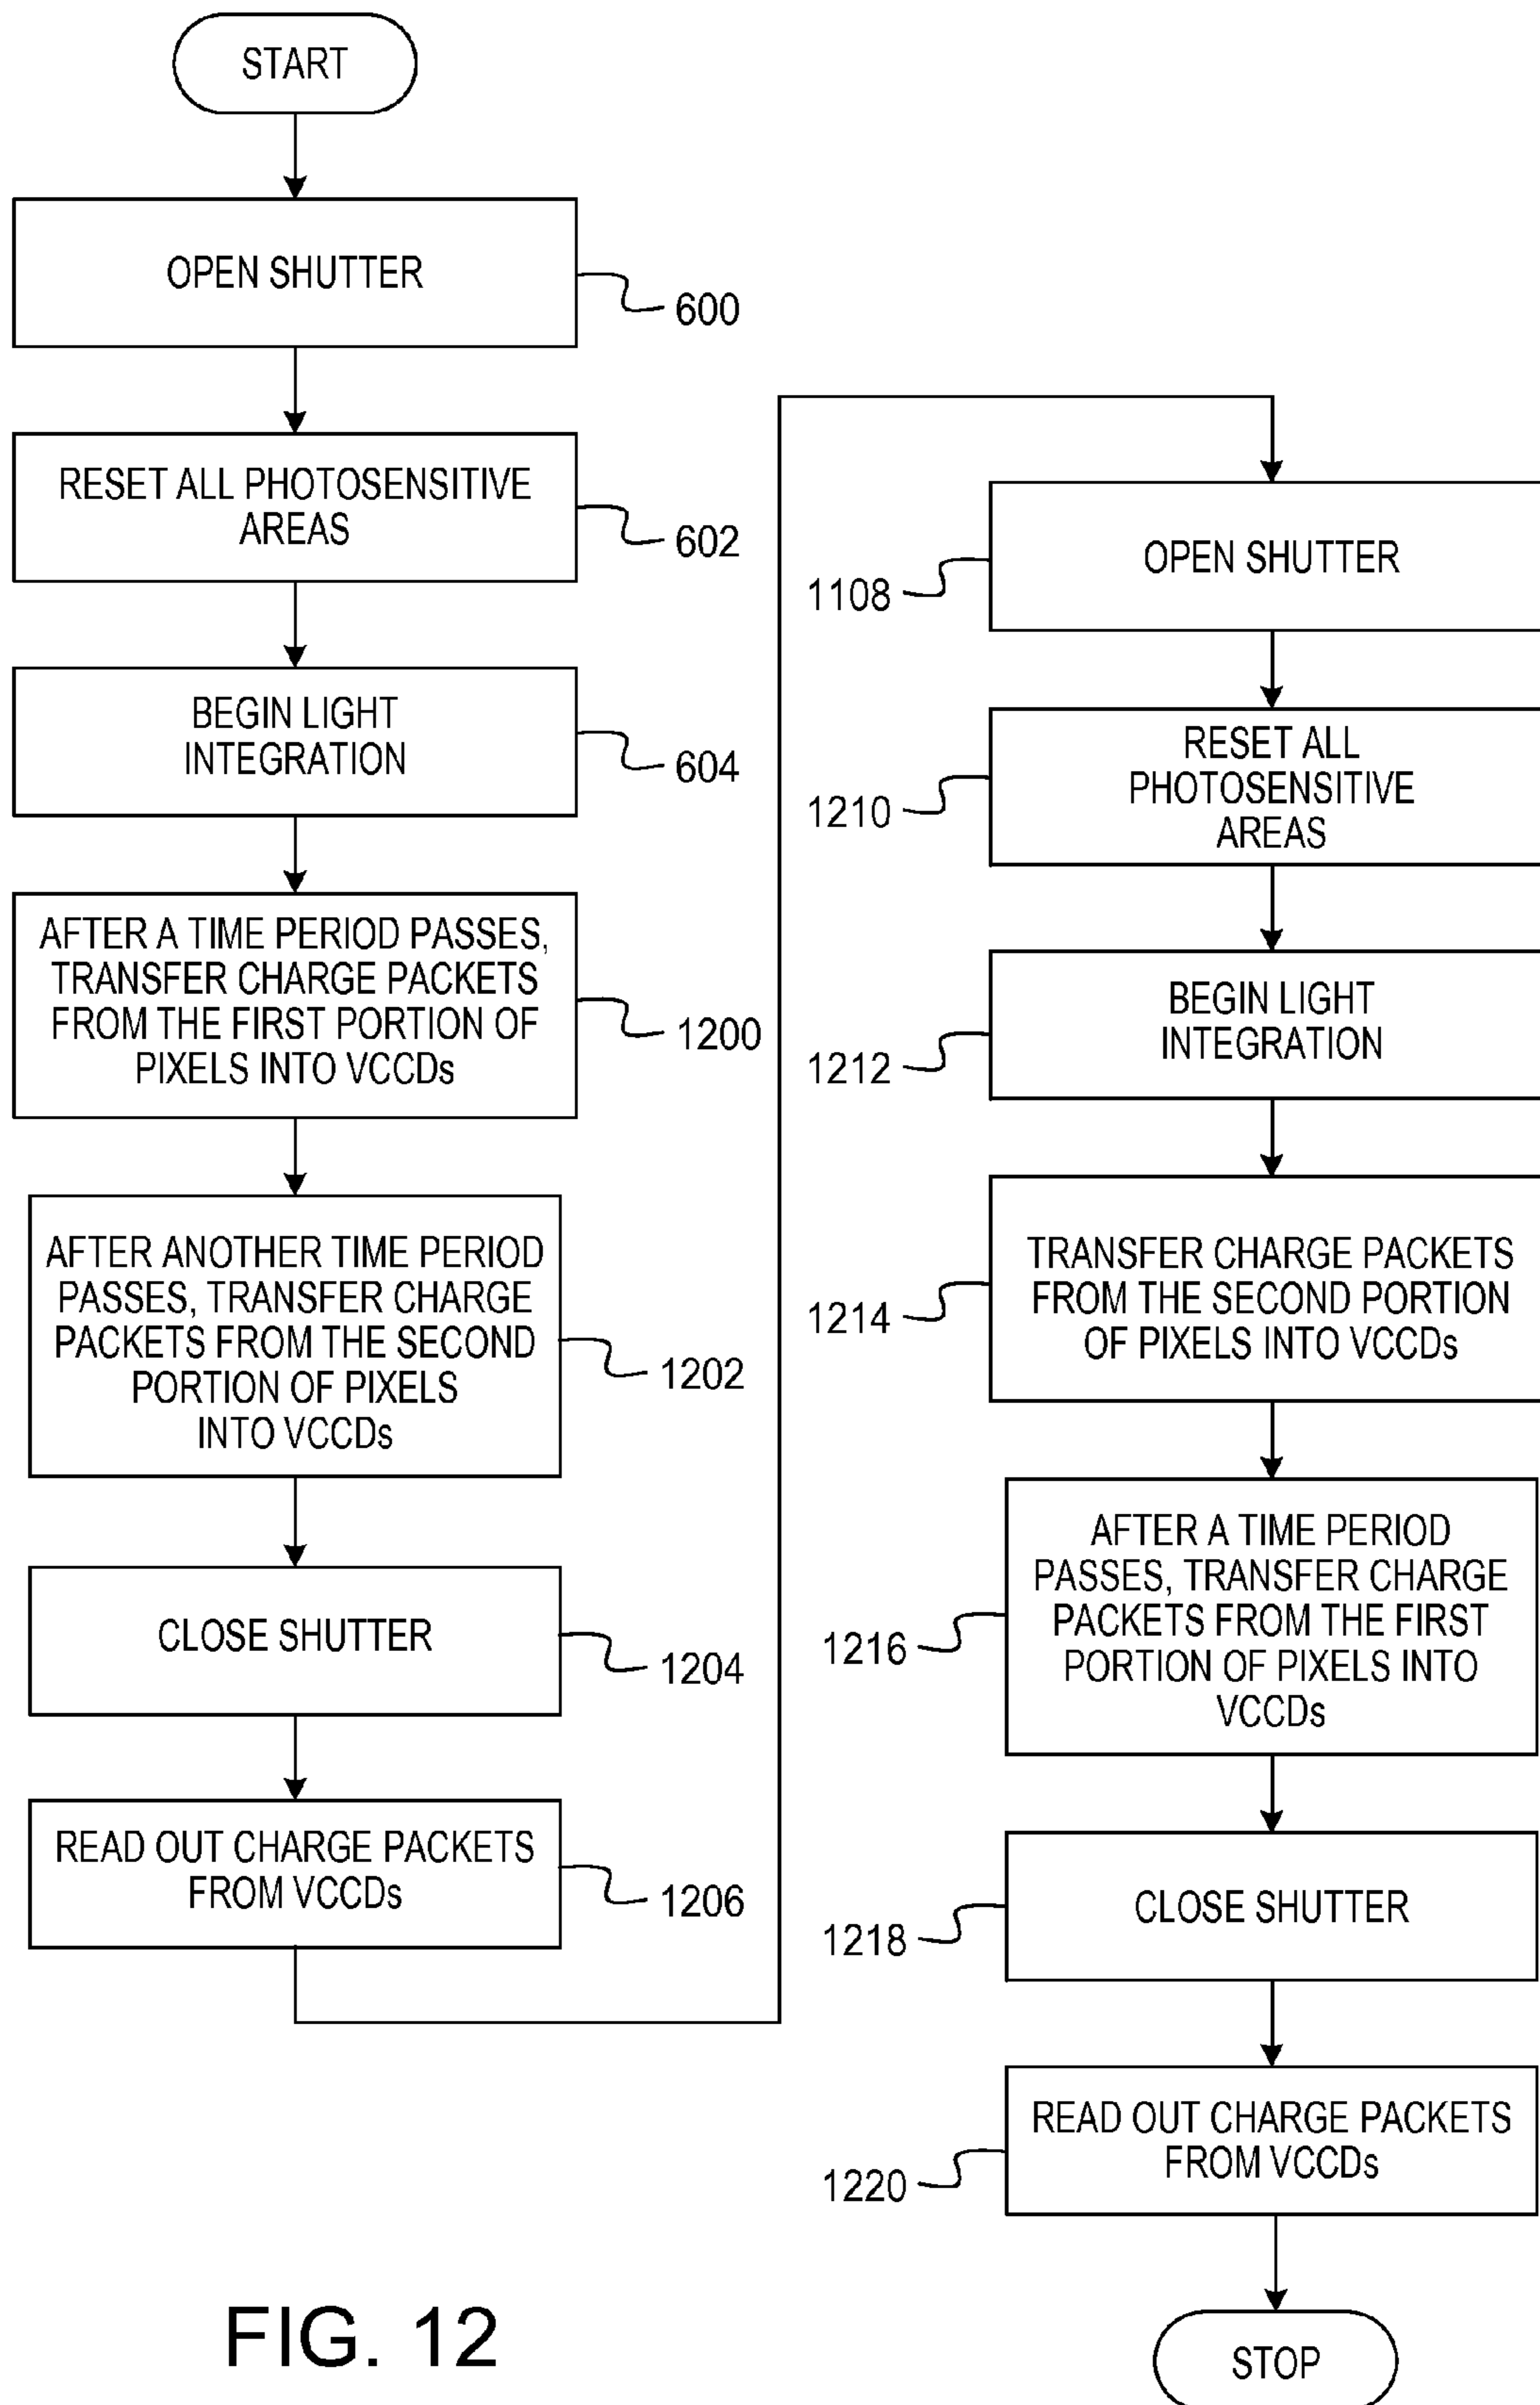 START
OPEN SHUTTER
600
RESET ALL PHOTOSENSITIVE
AREAS
602
BEGIN LIGHT
INTEGRATION
604
AFTER A TIME PERIOD PASSES,
TRANSFER CHARGE PACKETS
FROM THE FIRST PORTION OF
PIXELS INTO VCCDs
1200
AFTER ANOTHER TIME PERIOD
PASSES, TRANSFER CHARGE
PACKETS FROM THE SECOND
PORTION OF PIXELS
INTO VCCDs
1202
CLOSE SHUTTER
1204
READ OUT CHARGE PACKETS
FROM VCCDs
1206
OPEN SHUTTER
1108
RESET ALL
PHOTOSENSITIVE
AREAS
1210
BEGIN LIGHT
INTEGRATION
1212
TRANSFER CHARGE PACKETS
FROM THE SECOND PORTION
OF PIXELS INTO VCCDs
1214
AFTER A TIME PERIOD
PASSES, TRANSFER CHARGE
PACKETS FROM THE FIRST
PORTION OF PIXELS INTO
VCCDs
1216
CLOSE SHUTTER
1218
READ OUT CHARGE PACKETS
FROM VCCDs
1220
STOP
FIG. 12